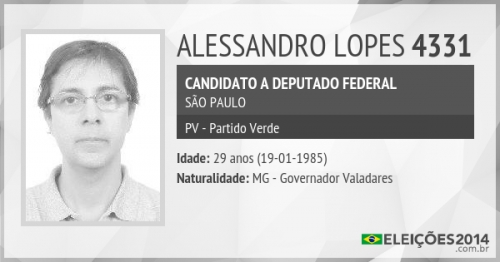 ALESSANDRO LOPES 4331
CANDIDATO A DEPUTADO FEDERAL
SÃO PAULO
PV - Partido Verde
Idade: 29 anos (19-01-1985)
Naturalidade: MG - Governador Valadares
ELEIÇÕES2014
.com.br